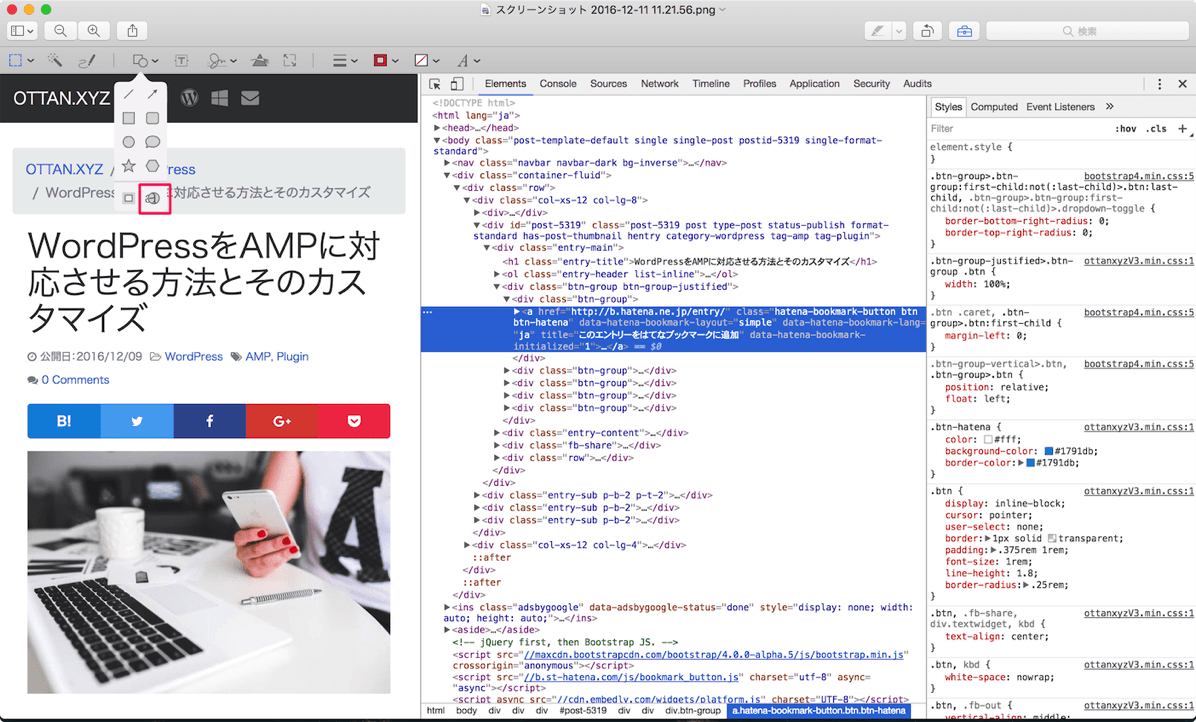 スクリーンショット 2016-12-11 11.21.56.png
検索
OTTAN.XYZ
OTTAN.XYZ / ress
/ WordPress 対応させる方法とそのカスタマイズ
WordPressをAMPに対
応させる方法とそのカス
タマイズ
公開日:2016/12/09 WordPress AMP, Plugin
0 Comments
B!
G+
Elements Console Sources Network Timeline Profiles Application Security Audits
<!DOCTYPE html>
<html lang="ja">
▶<head>…</head>
▼<body class="post-template-default single single-post postid-5319 single-format-
standard">
▶<nav class="navbar navbar-dark bg-inverse">…</nav>
▼<div class="container-fluid">
▼<div class="row">
▼<div class="col-xs-12 col-lg-8">
▶<div>…</div>
▼<div id="post-5319" class="post-5319 post type-post status-publish format-
standard has-post-thumbnail hentry category-wordpress tag-amp tag-plugin">
▼<div class="entry-main">
<h1 class="entry-title">WordPressをAMPに対応させる方法とそのカスタマイズ</h1>
▶<ol class="entry-header list-inline">…</ol>
▼<div class="btn-group btn-group-justified">
▼<div class="btn-group">
… ▶<a href="http://b.hatena.ne.jp/entry/" class="hatena-bookmark-button btn
btn-hatena" data-hatena-bookmark-layout="simple" data-hatena-bookmark-lang=
"ja" title="このエントリーをはてなブックマークに追加" data-hatena-bookmark-
initialized="1">…</a> == $0
</div>
▶<div class="btn-group">…</div>
▶<div class="btn-group">…</div>
▶<div class="btn-group">…</div>
▶<div class="btn-group">…</div>
</div>
▶<div class="entry-content">…</div>
▶<div class="fb-share">…</div>
▶<div class="row">…</div>
</div>
</div>
▶<div class="entry-sub p-b-2 p-t-2">…</div>
▶<div class="entry-sub p-b-2">…</div>
▶<div class="entry-sub p-b-2">…</div>
</div>
▶<div class="col-xs-12 col-lg-4">…</div>
::after
</div>
::after
</div>
▶<ins class="adsbygoogle" data-adsbygoogle-status="done" style="display: none; width:
auto; height: auto;">…</ins>
▶<aside>…</aside>
<!-- jQuery first, then Bootstrap JS. -->
<script src="//maxcdn.bootstrapcdn.com/bootstrap/4.0.0-alpha.5/js/bootstrap.min.js"
crossorigin="anonymous"></script>
<script src="//b.st-hatena.com/js/bookmark_button.js" charset="utf-8" async=
"async"></script>
<script async src="//cdn.embedly.com/widgets/platform.js" charset="UTF-8"></script>
html body div div div #post-5319 div div div.btn-group a.hatena-bookmark-button.btn.btn-hatena
Styles Computed Event Listeners »
Filter :hov .cls +
element.style {
}
.btn-group>.btn- bootstrap4.min.css:5
group:first-child:not(:last-child)>.btn:last-
child, .btn-group>.btn-group:first-
child:not(:last-child)>.dropdown-toggle {
border-bottom-right-radius: 0;
border-top-right-radius: 0;
}
.btn-group-justified>.btn- ottanxyzV3.min.css:1
group .btn {
width: 100%;
}
.btn .caret, .btn- bootstrap4.min.css:5
group>.btn:first-child {
margin-left: 0;
}
.btn-group-vertical>.btn, bootstrap4.min.css:5
.btn-group>.btn {
position: relative;
float: left;
}
.btn-hatena { ottanxyzV3.min.css:1
color: #fff;
background-color: #1791db;
border-color:▶ #1791db;
}
.btn { ottanxyzV3.min.css:1
display: inline-block;
cursor: pointer;
user-select: none;
border:▶1px solid transparent;
padding:▶.375rem 1rem;
font-size: 1rem;
line-height: 1.8;
border-radius:▶.25rem;
}
.btn, .fb-share, ottanxyzV3.min.css:1
div.textwidget, kbd {
text-align: center;
}
.btn, kbd { ottanxyzV3.min.css:1
white-space: nowrap;
}
.btn, .fb-out { ottanxyzV3.min.css:1
vertical-align: middle;